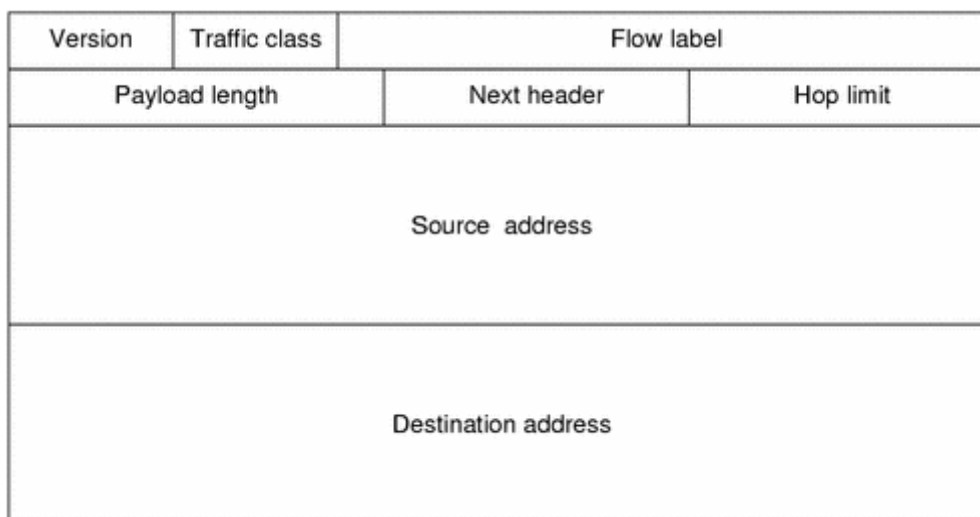 Version Traffic class Flow label
Payload length Next header Hop limit
Source address
Destination address